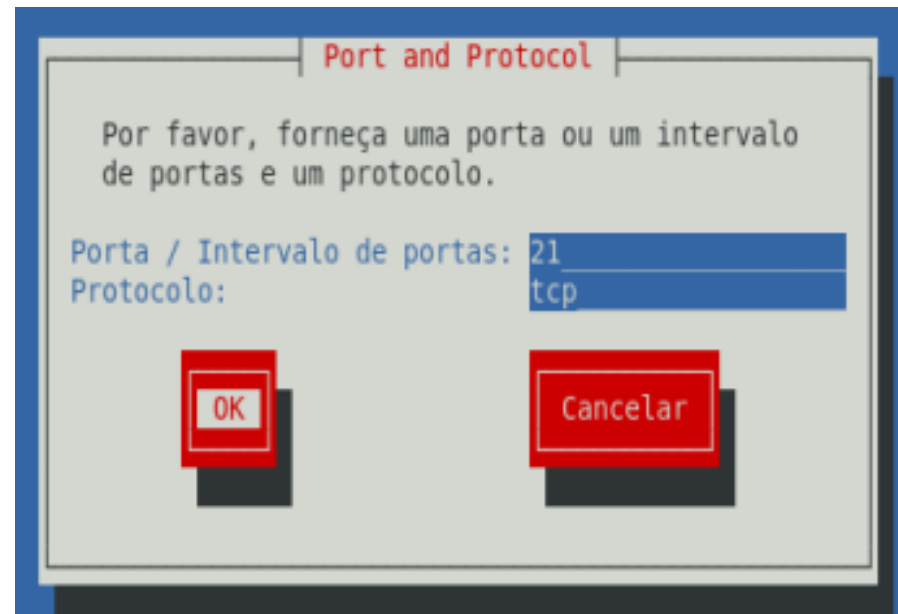 Port and Protocol
Por favor, forneça uma porta ou um intervalo
de portas e um protocolo.
Porta / Intervalo de portas: 21
Protocolo: tcp
OK Cancelar